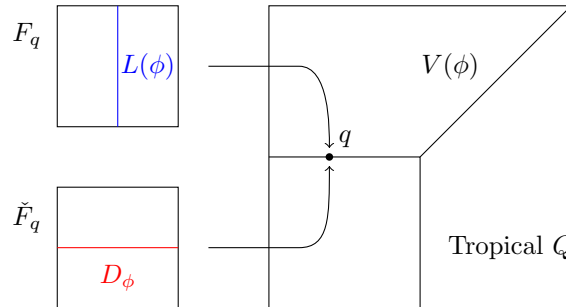 F_q
L(ϕ)
V(ϕ)
q
F̌_q
D_ϕ
Tropical